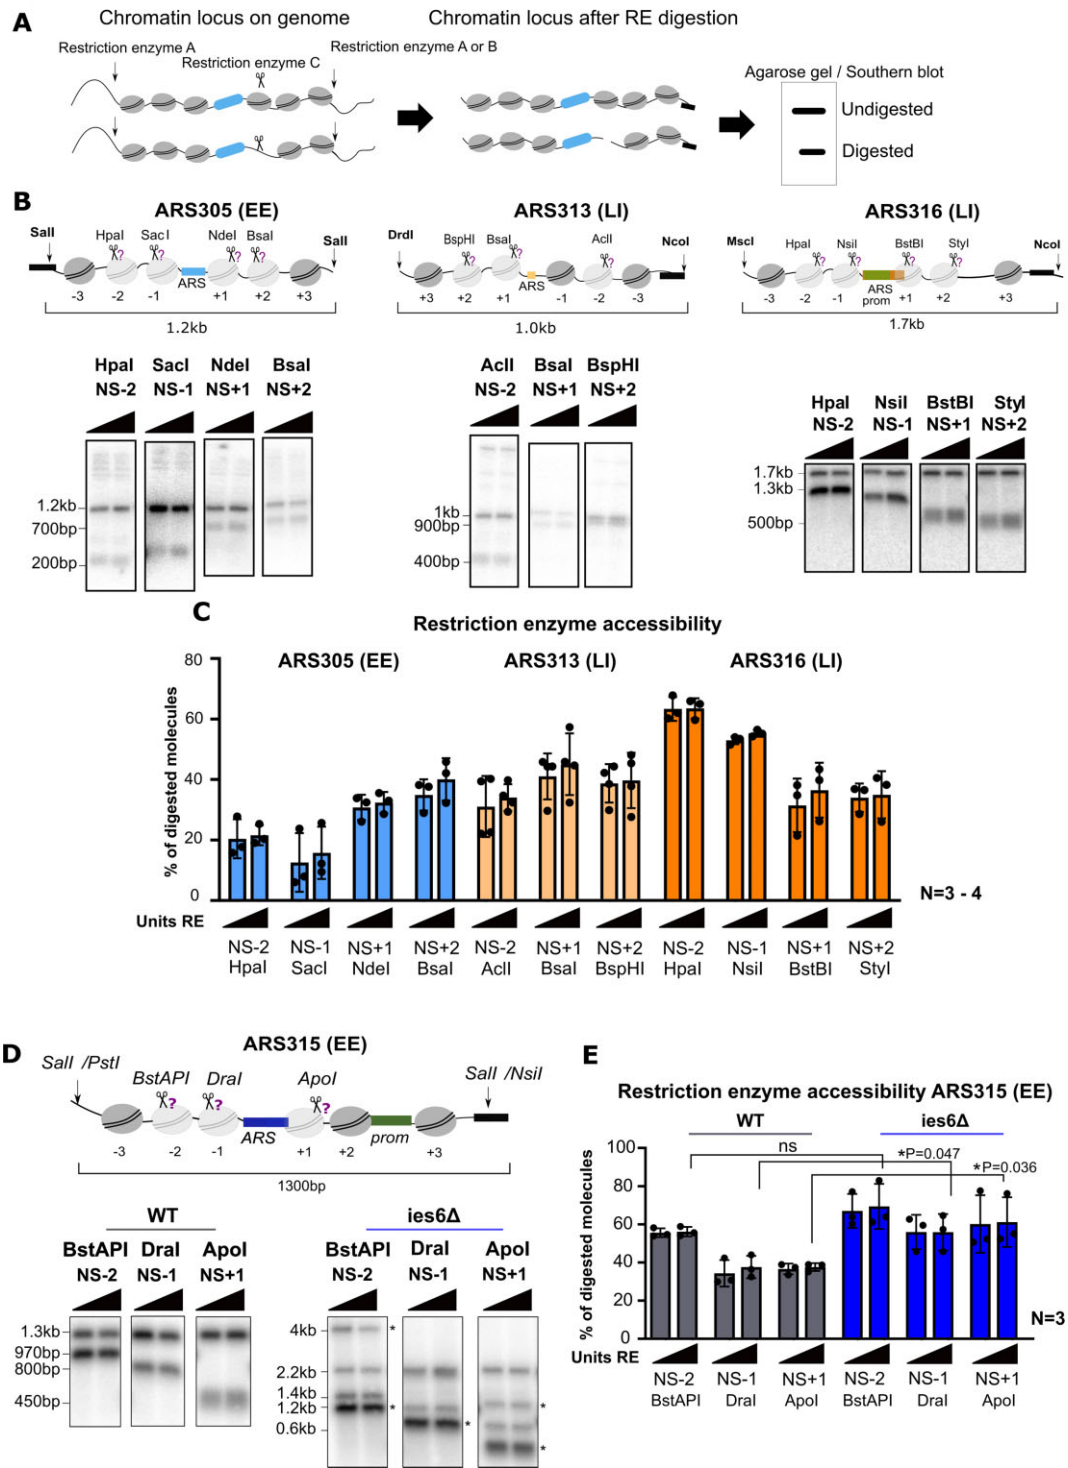 A
Chromatin locus on genome
Chromatin locus after RE digestion
Restriction enzyme A
Restriction enzyme A or B
Restriction enzyme C
Agarose gel / Southern blot
Undigested
Digested
B
ARS305 (EE)
ARS313 (LI)
ARS316 (LI)
SalI
HpaI
SacI
NdeI
BsaI
SalI
DrdI
BspHI
BsaI
AclI
NcoI
MscI
HpaI
NsiI
BstBI
StyI
NcoI
? ? ? ?
? ? ?
? ? ? ?
ARS
ARS
ARS
prom
-3 -2 -1 +1 +2 +3
+3 +2 +1 -1 -2 -3
-3 -2 -1 +1 +2 +3
1.2kb
1.0kb
1.7kb
HpaI SacI NdeI BsaI
NS-2 NS-1 NS+1 NS+2
AclI BsaI BspHI
NS-2 NS+1 NS+2
HpaI NsiI BstBI StyI
NS-2 NS-1 NS+1 NS+2
1.2kb
700bp
200bp
1kb
900bp
400bp
1.7kb
1.3kb
500bp
C
Restriction enzyme accessibility
ARS305 (EE)
ARS313 (LI)
ARS316 (LI)
% of digested molecules
80
60
40
20
0
N=3 - 4
Units RE
NS-2 NS-1 NS+1 NS+2 NS-2 NS+1 NS+2 NS-2 NS-1 NS+1 NS+2
HpaI SacI NdeI BsaI AclI BsaI BspHI HpaI NsiI BstBI StyI
D
ARS315 (EE)
SalI /PstI
BstAPI
DraI
ApoI
SalI /NsiI
? ? ?
ARS
prom
-3 -2 -1 +1 +2 +3
1300bp
WT
ies6Δ
BstAPI DraI ApoI
NS-2 NS-1 NS+1
BstAPI DraI ApoI
NS-2 NS-1 NS+1
1.3kb
970bp
800bp
450bp
4kb
2.2kb
1.4kb
1.2kb
0.6kb
*
*
*
*
*
E
Restriction enzyme accessibility ARS315 (EE)
WT
ies6Δ
ns
*P=0.047
*P=0.036
% of digested molecules
100
80
60
40
20
0
N=3
Units RE
NS-2 NS-1 NS+1 NS-2 NS-1 NS+1
BstAPI DraI ApoI BstAPI DraI ApoI